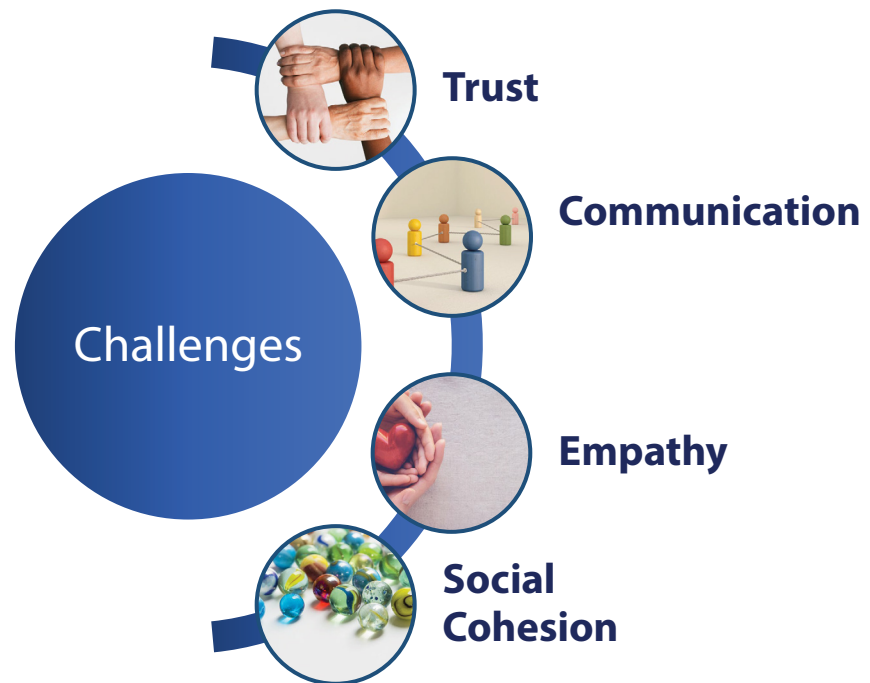 Trust
Communication
Challenges
Empathy
Social
Cohesion